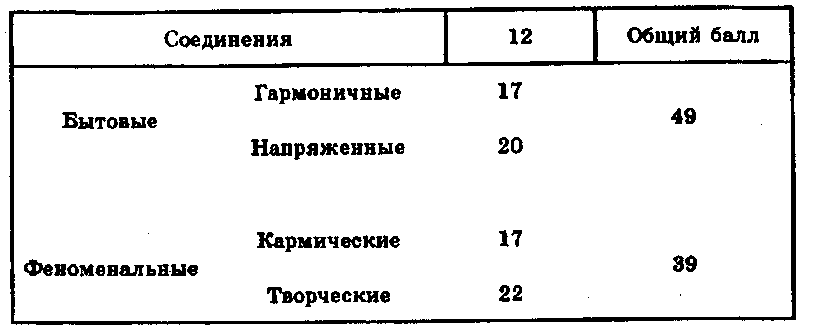 Соединения 12 Общий балл
Гармоничные 17
Бытовые 49
Напряженные 20
Кармические 17
Феноменальные 39
Творческие 22